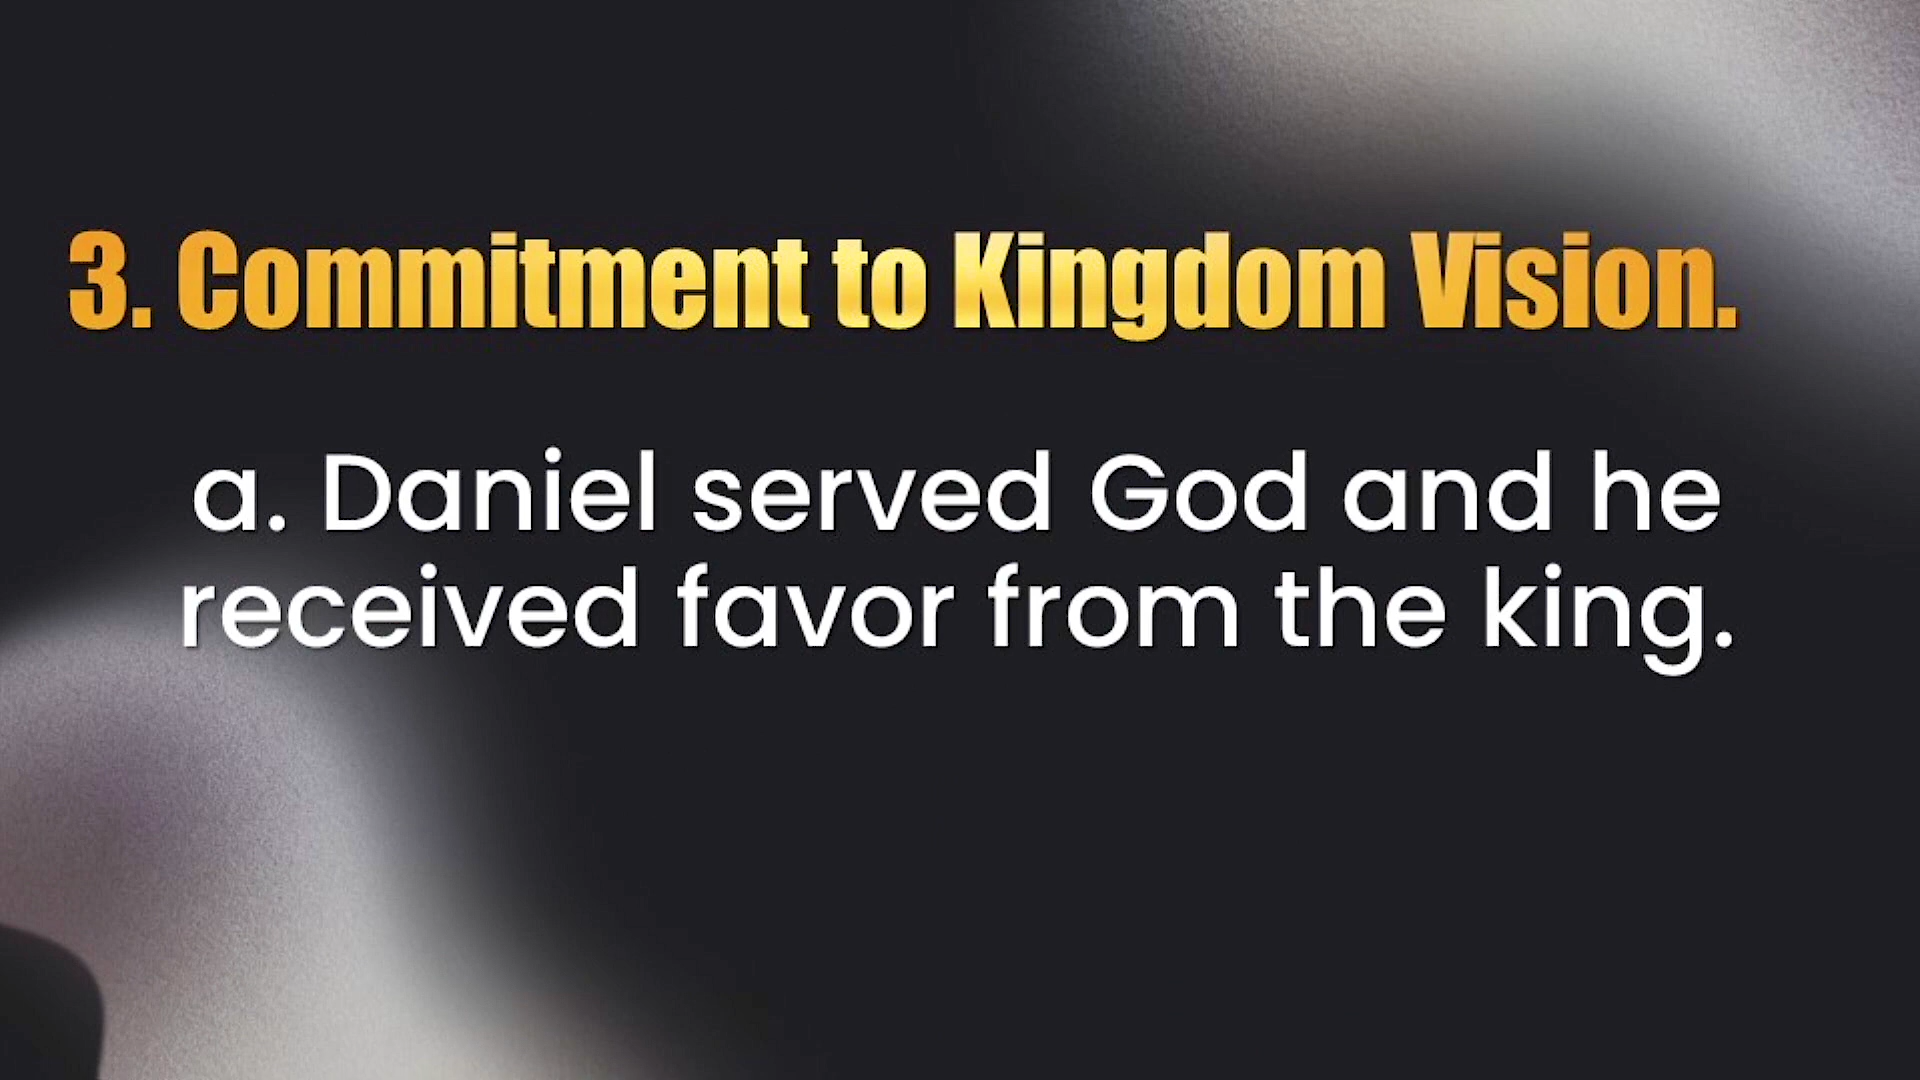 3. Commitment to Kingdom Vision.
a. Daniel served God and he
received favor from the king.